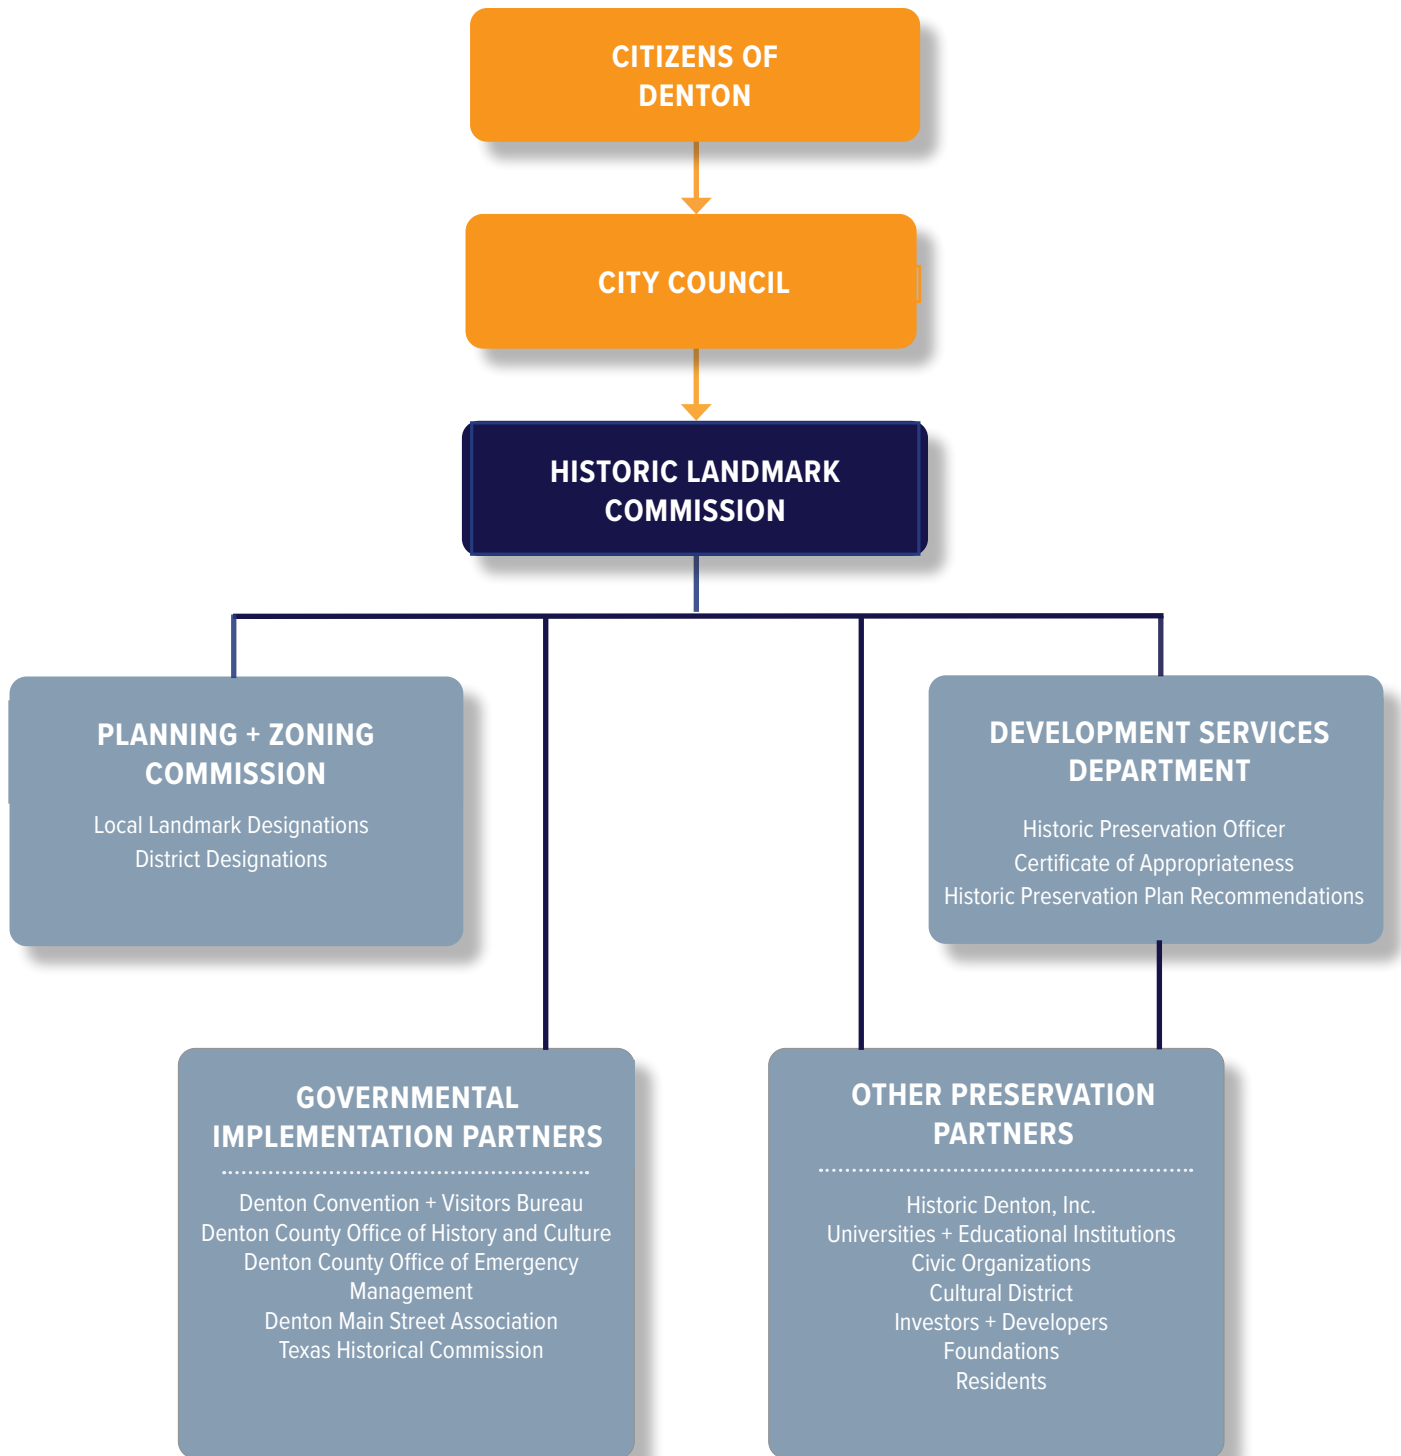 CITIZENS OF
DENTON
CITY COUNCIL
HISTORIC LANDMARK
COMMISSION
PLANNING + ZONING
COMMISSION
Local Landmark Designations
District Designations
DEVELOPMENT SERVICES
DEPARTMENT
Historic Preservation Officer
Certificate of Appropriateness
Historic Preservation Plan Recommendations
GOVERNMENTAL
IMPLEMENTATION PARTNERS
Denton Convention + Visitors Bureau
Denton County Office of History and Culture
Denton County Office of Emergency
Management
Denton Main Street Association
Texas Historical Commission
OTHER PRESERVATION
PARTNERS
Historic Denton, Inc.
Universities + Educational Institutions
Civic Organizations
Cultural District
Investors + Developers
Foundations
Residents